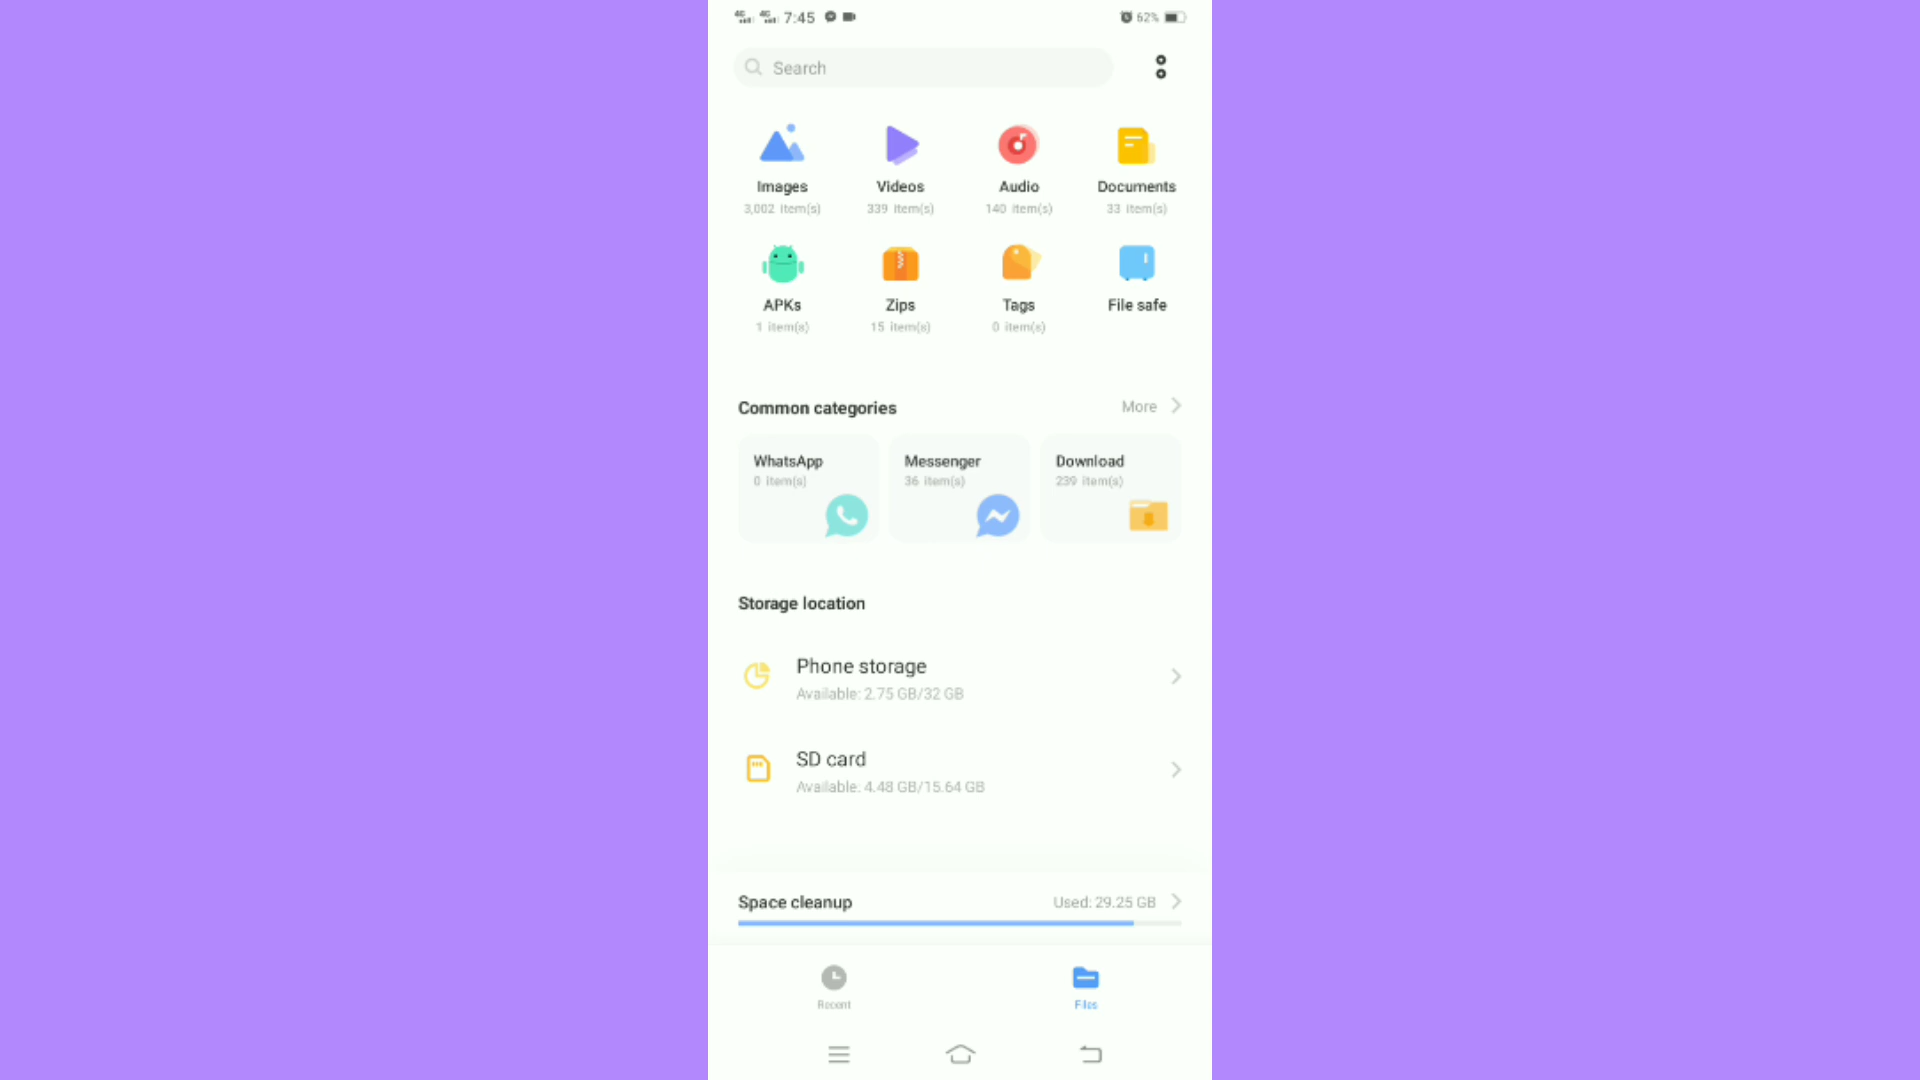 4G 4G 7:45 62%
Search
Images Videos Audio Documents
3,002 item(s) 339 item(s) 140 item(s) 33 item(s)
APKs Zips Tags File safe
1 item(s) 15 item(s) 0 item(s)
Common categories More
WhatsApp Messenger Download
0 item(s) 36 item(s) 239 item(s)
Storage location
Phone storage
Available: 2.75 GB/32 GB
SD card
Available: 4.48 GB/15.64 GB
Space cleanup Used: 29.25 GB
Recent Files